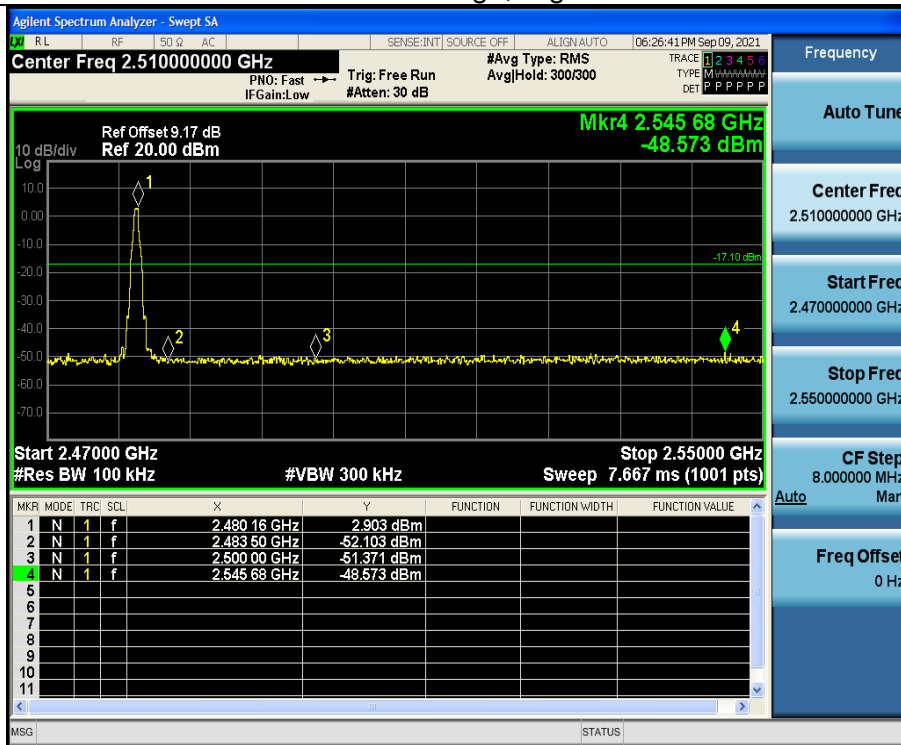 Agilent Spectrum Analyzer - Swept SA
LXI RL RF 50 Ω AC SENSE:INT SOURCE OFF ALIGN AUTO 06:26:41 PM Sep 09, 2021
Center Freq 2.510000000 GHz
PNO: Fast
IFGain:Low
Trig: Free Run
#Atten: 30 dB
#Avg Type: RMS
Avg|Hold: 300/300
TRACE 1 2 3 4 5 6
TYPE M
DET P P P P P P
Frequency
Auto Tune
Center Freq
2.510000000 GHz
Start Freq
2.470000000 GHz
Stop Freq
2.550000000 GHz
CF Step
8.000000 MHz
Auto Man
Freq Offset
0 Hz
Mkr4 2.545 68 GHz
-48.573 dBm
Ref Offset 9.17 dB
10 dB/div Ref 20.00 dBm
Log
10.0
0.00
-10.0
-20.0
-30.0
-40.0
-50.0
-60.0
-70.0
1
2
3
4
-17.10 dBm
Start 2.47000 GHz Stop 2.55000 GHz
#Res BW 100 kHz #VBW 300 kHz Sweep 7.667 ms (1001 pts)
MKR MODE TRC SCL X Y FUNCTION FUNCTION WIDTH FUNCTION VALUE
1 N 1 f 2.480 16 GHz 2.903 dBm
2 N 1 f 2.483 50 GHz -52.103 dBm
3 N 1 f 2.500 00 GHz -51.371 dBm
4 N 1 f 2.545 68 GHz -48.573 dBm
5
6
7
8
9
10
11
MSG STATUS